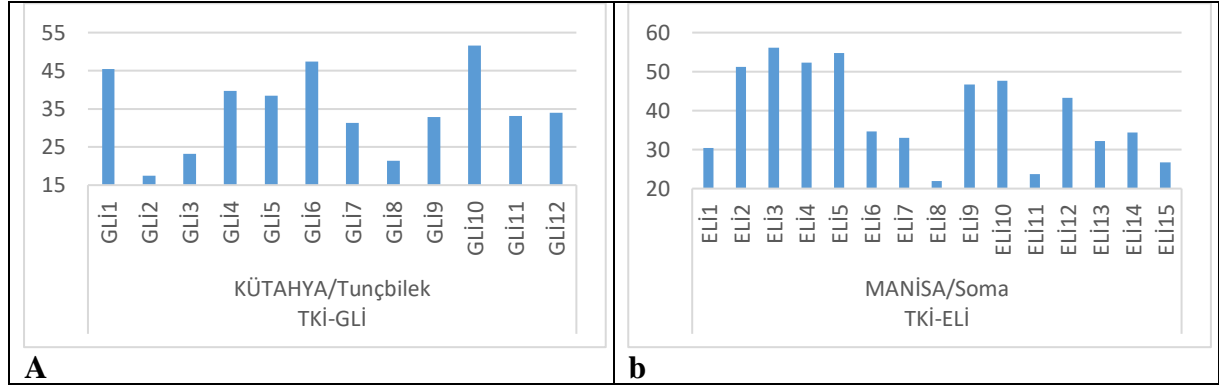 55
45
35
25
15
GLİ1
GLİ2
GLİ3
GLİ4
GLİ5
GLİ6
GLİ7
GLİ8
GLİ9
GLİ10
GLİ11
GLİ12
KÜTAHYA/Tunçbilek
TKİ-GLİ
A
60
50
40
30
20
ELİ1
ELİ2
ELİ3
ELİ4
ELİ5
ELİ6
ELİ7
ELİ8
ELİ9
ELİ10
ELİ11
ELİ12
ELİ13
ELİ14
ELİ15
MANİSA/Soma
TKİ-ELİ
b